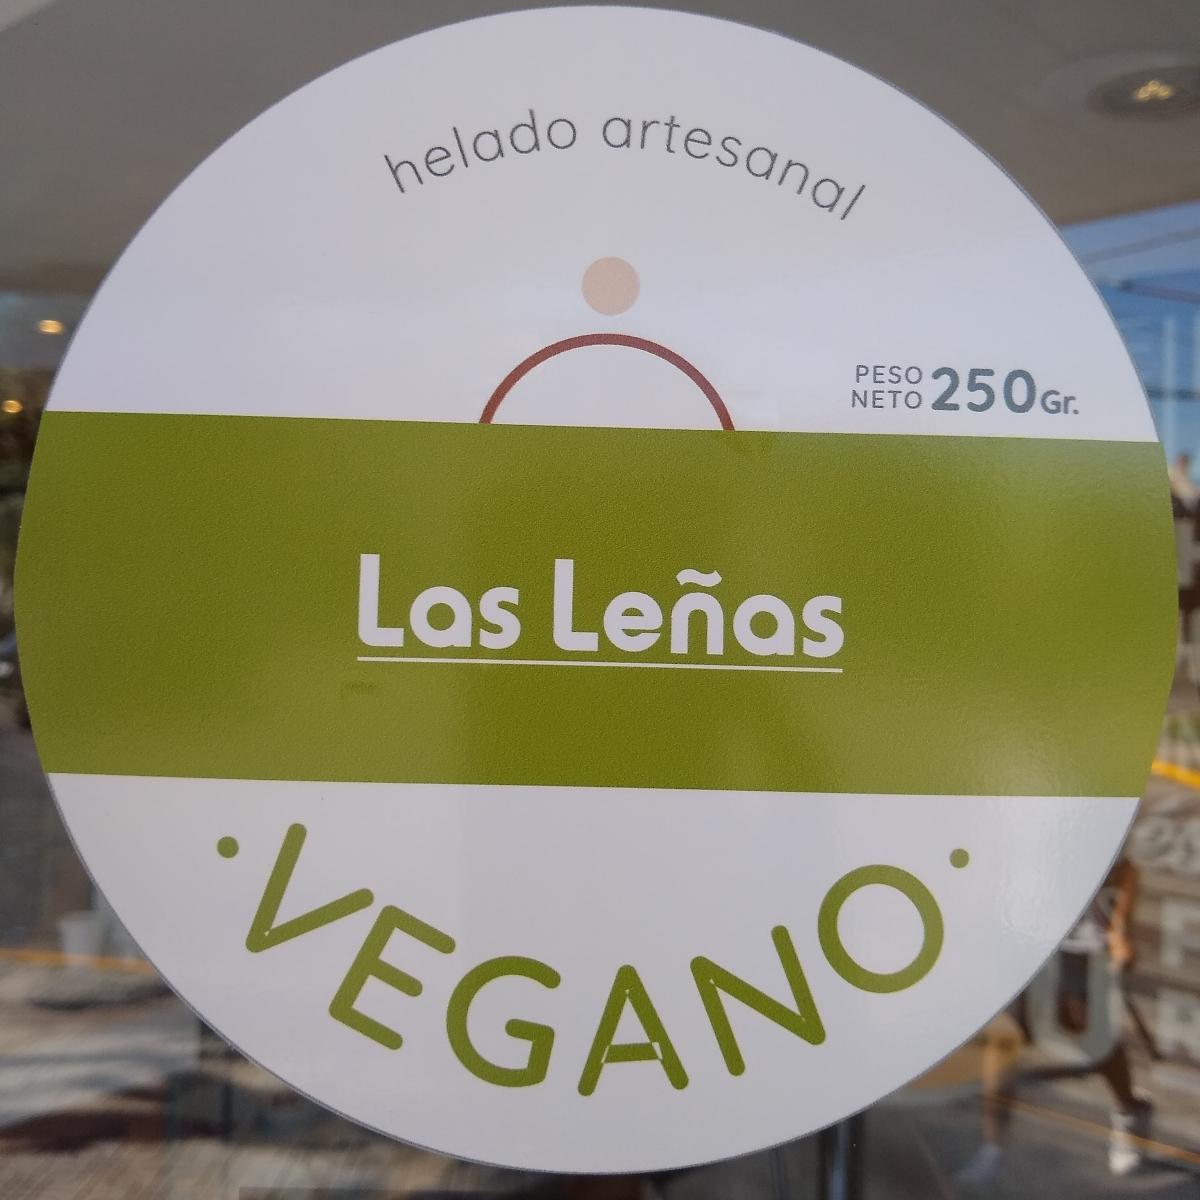 helado artesanal
PESO
NETO 250Gr.
Las Leñas
·VEGANO·